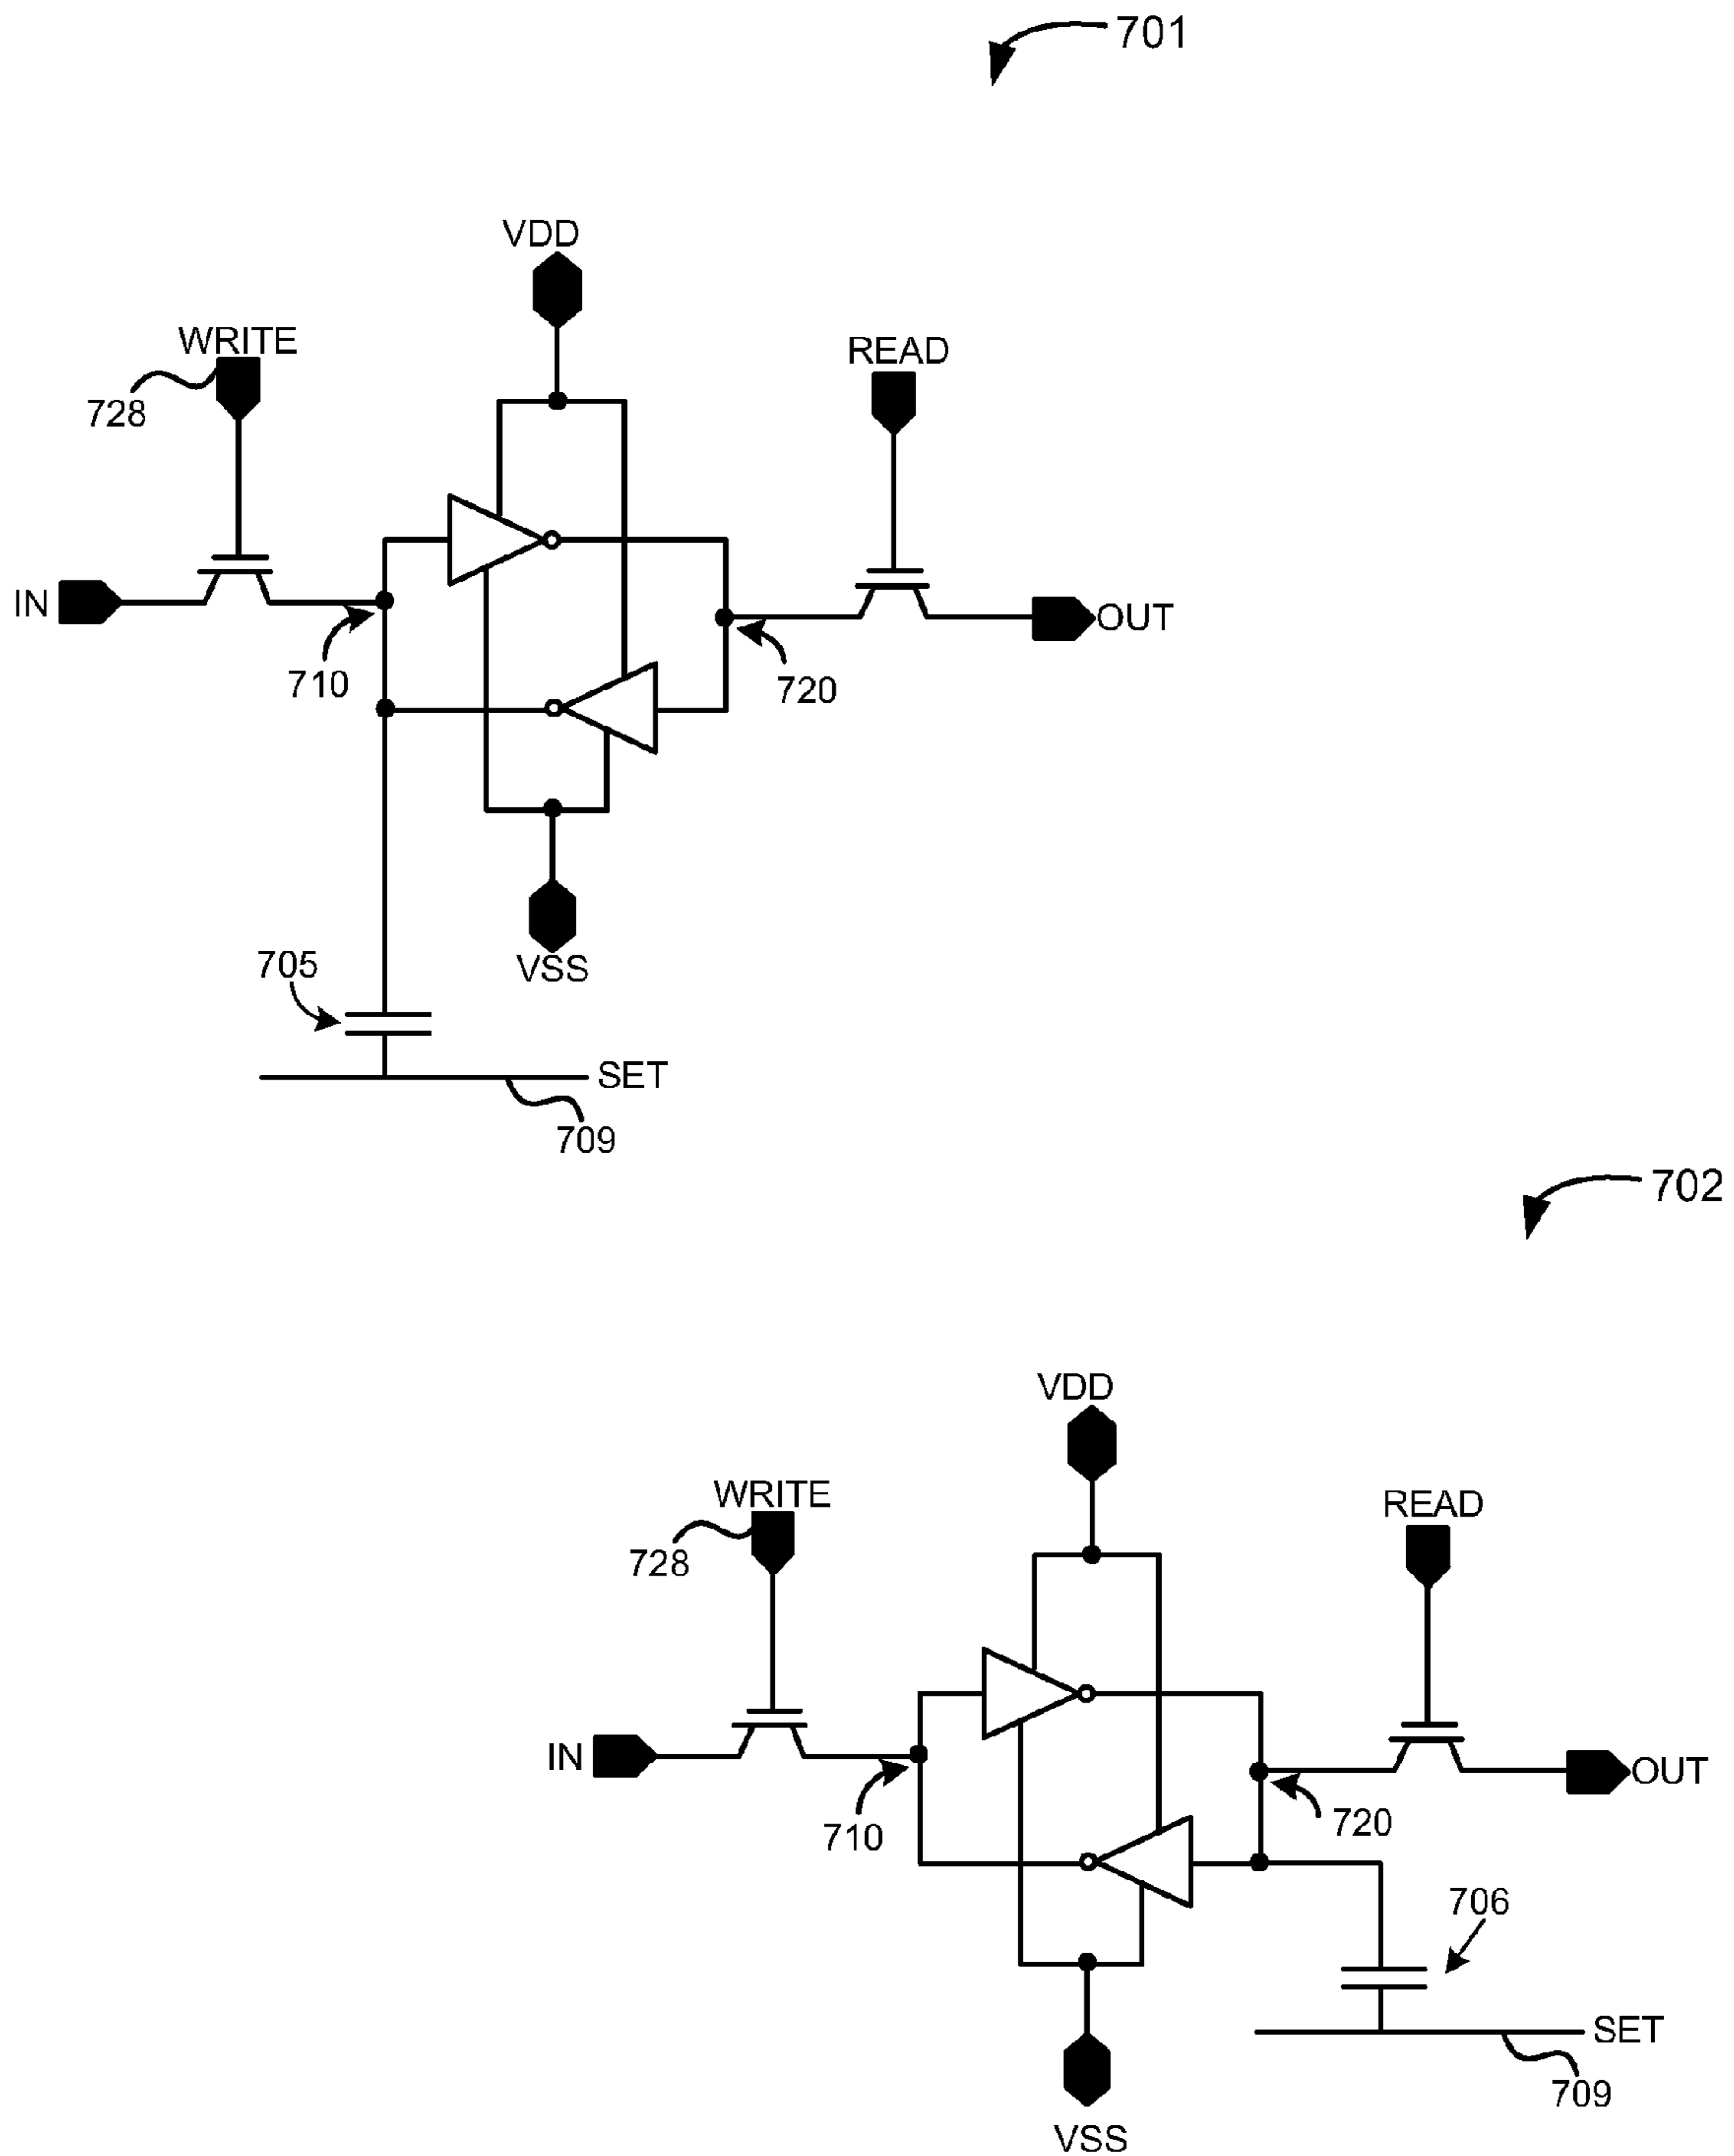 701
VDD
WRITE
READ
728
IN
OUT
710
720
705
VSS
SET
709
702
VDD
WRITE
READ
728
IN
OUT
710
720
706
SET
709
VSS